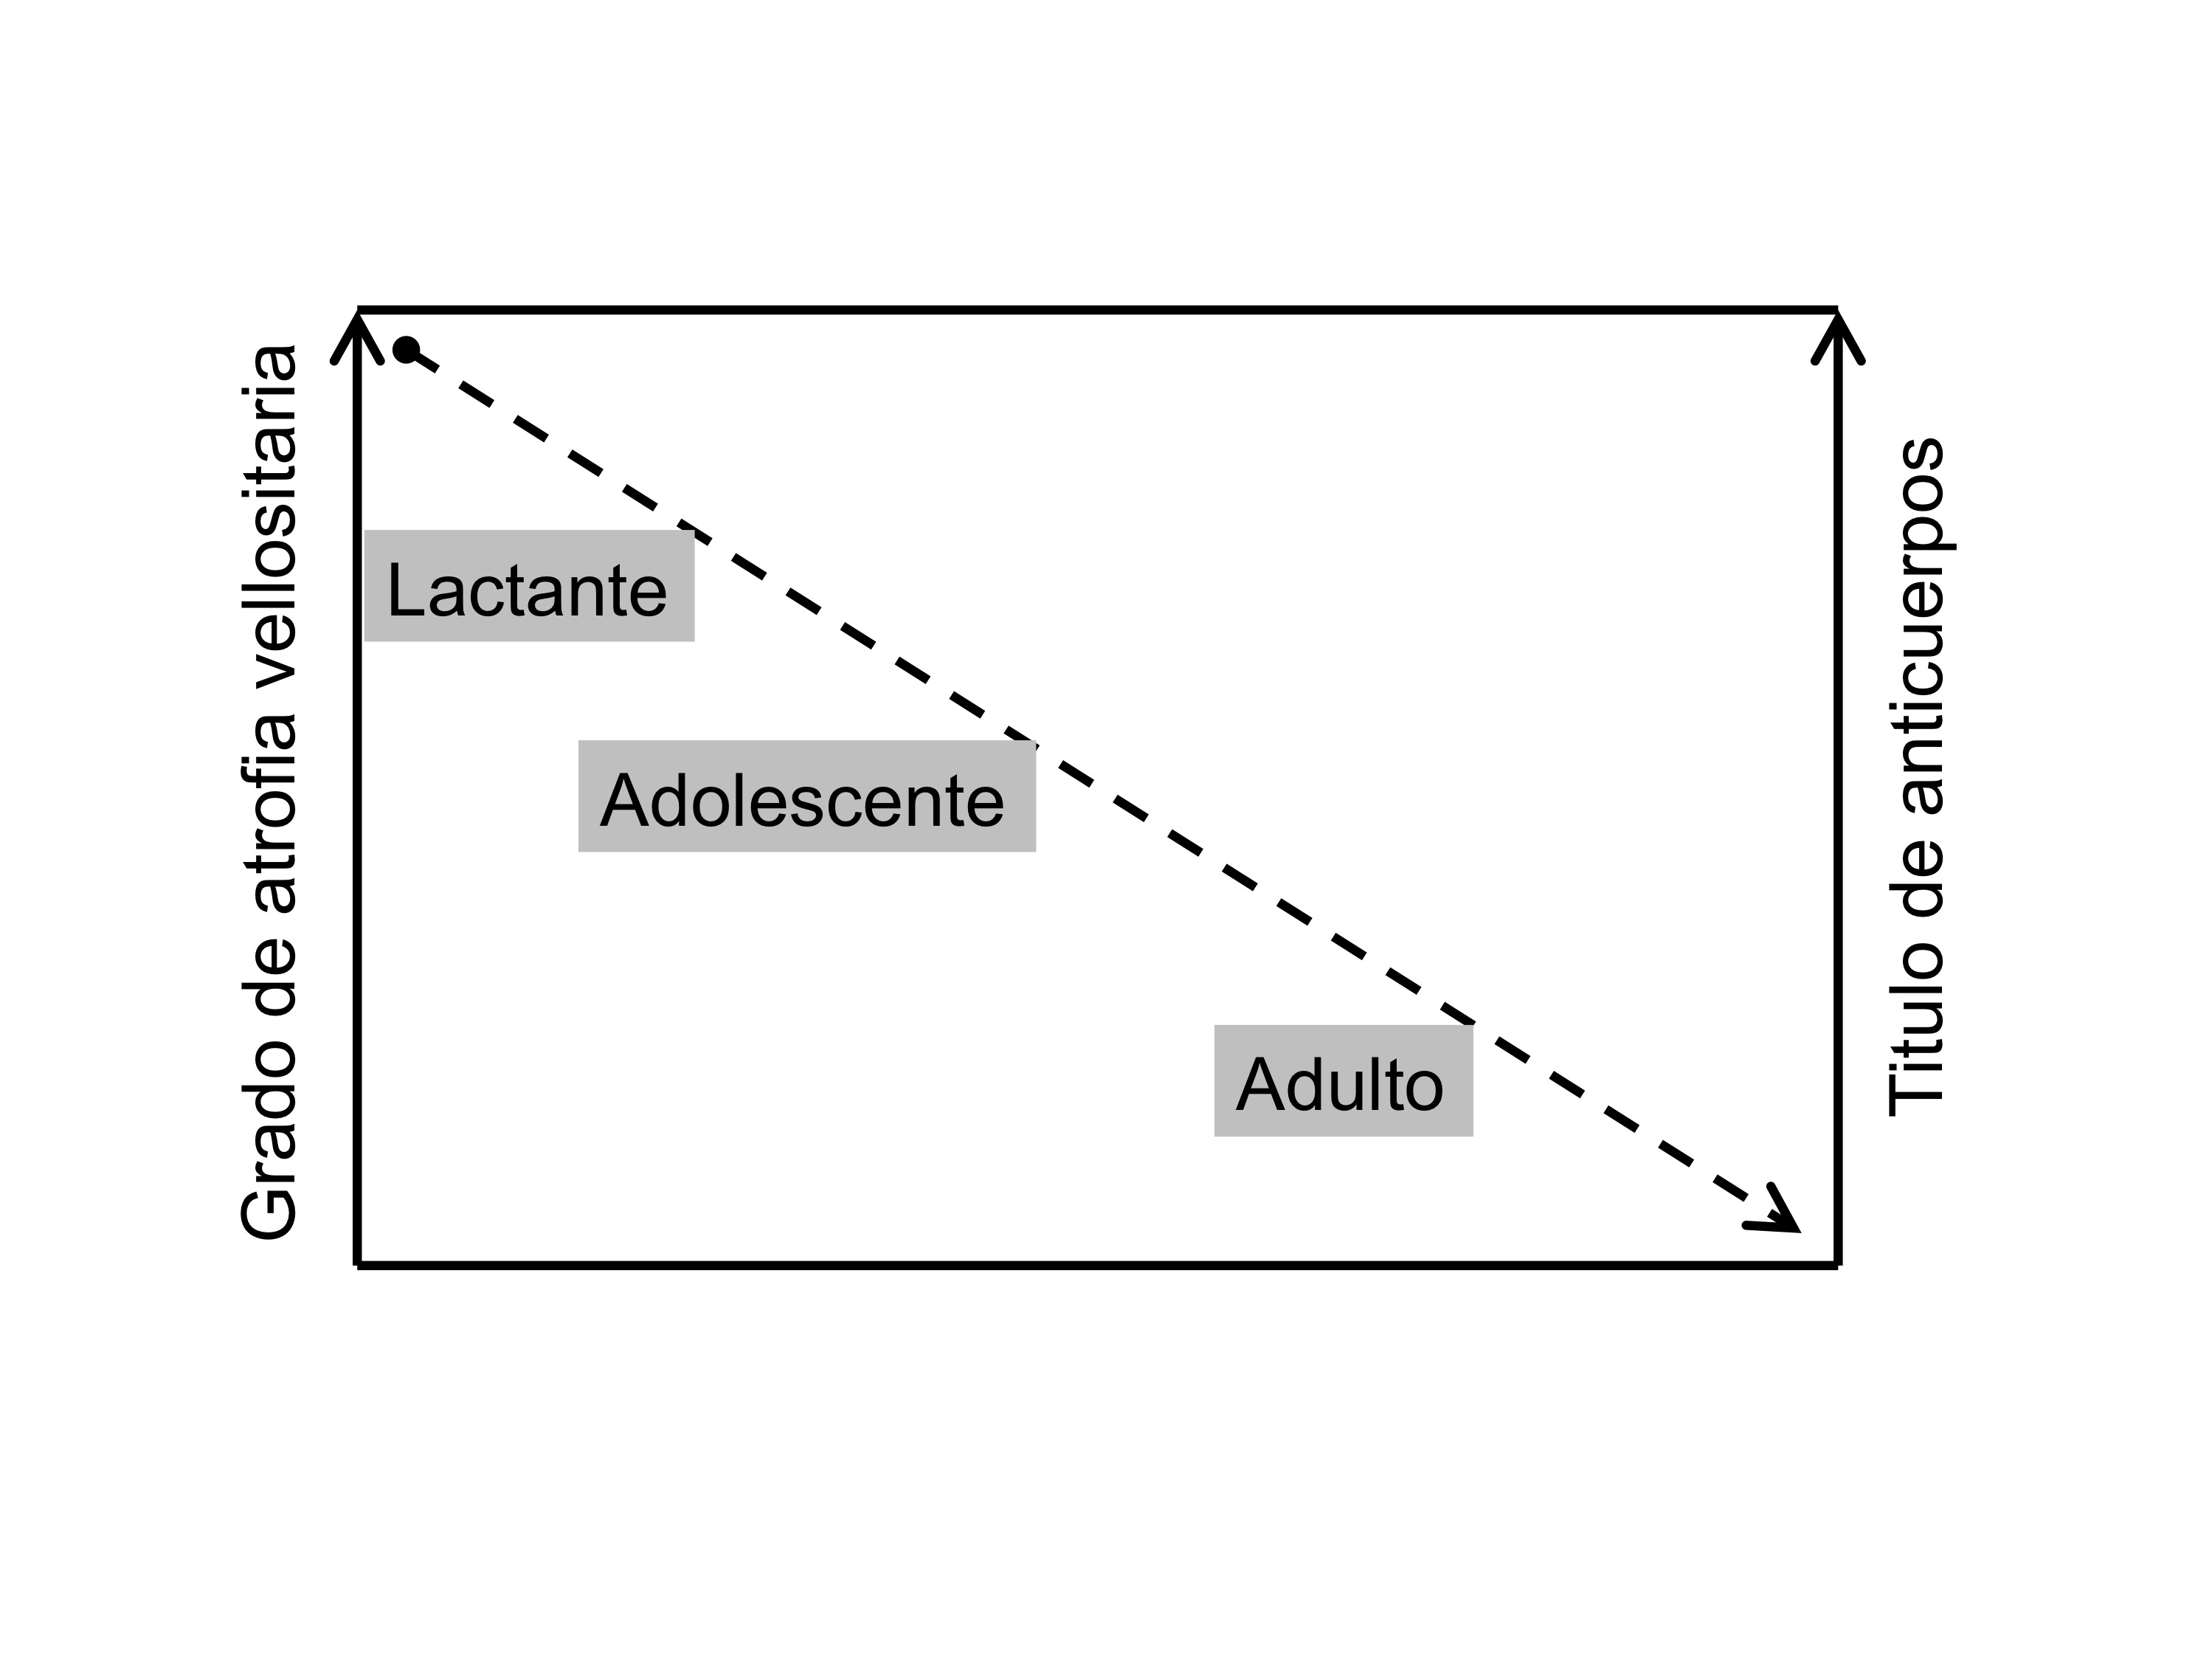 Grado de atrofia vellositaria
Lactante
Adolescente
Adulto
Titulo de anticuerpos